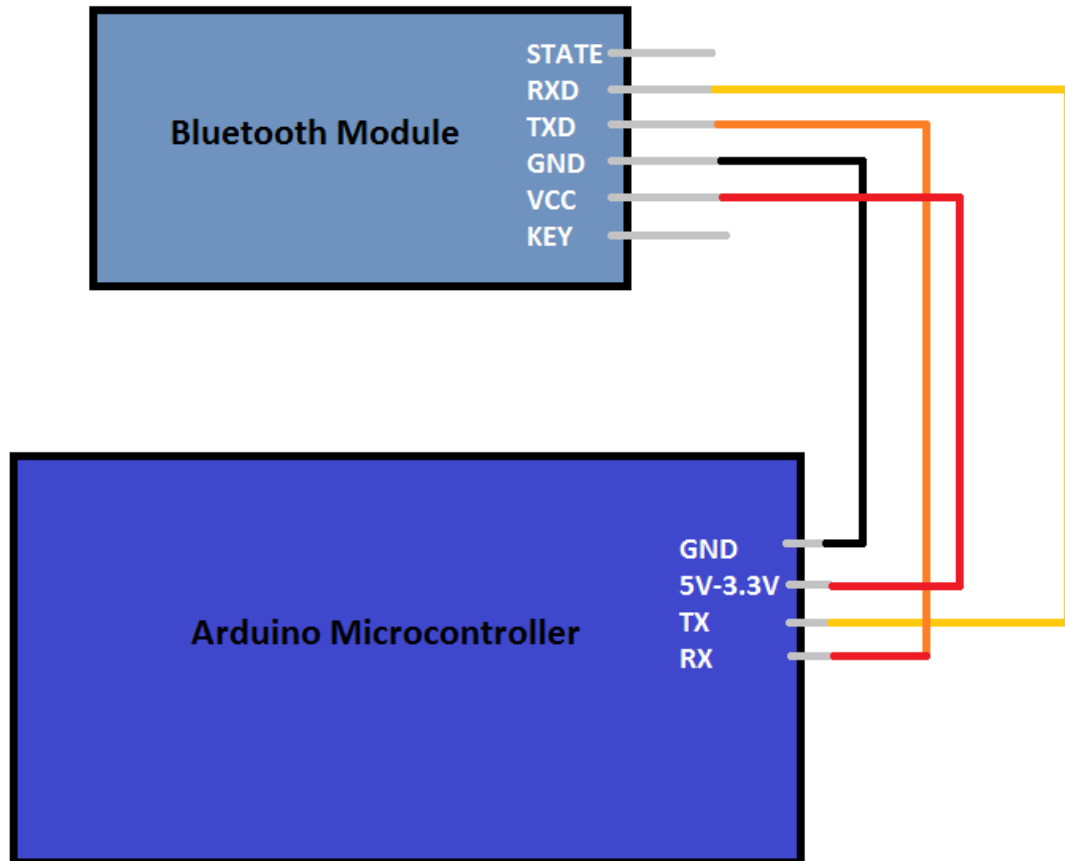 STATE
RXD
Bluetooth Module
TXD
GND
VCC
KEY
GND
5V-3.3V
Arduino Microcontroller
TX
RX